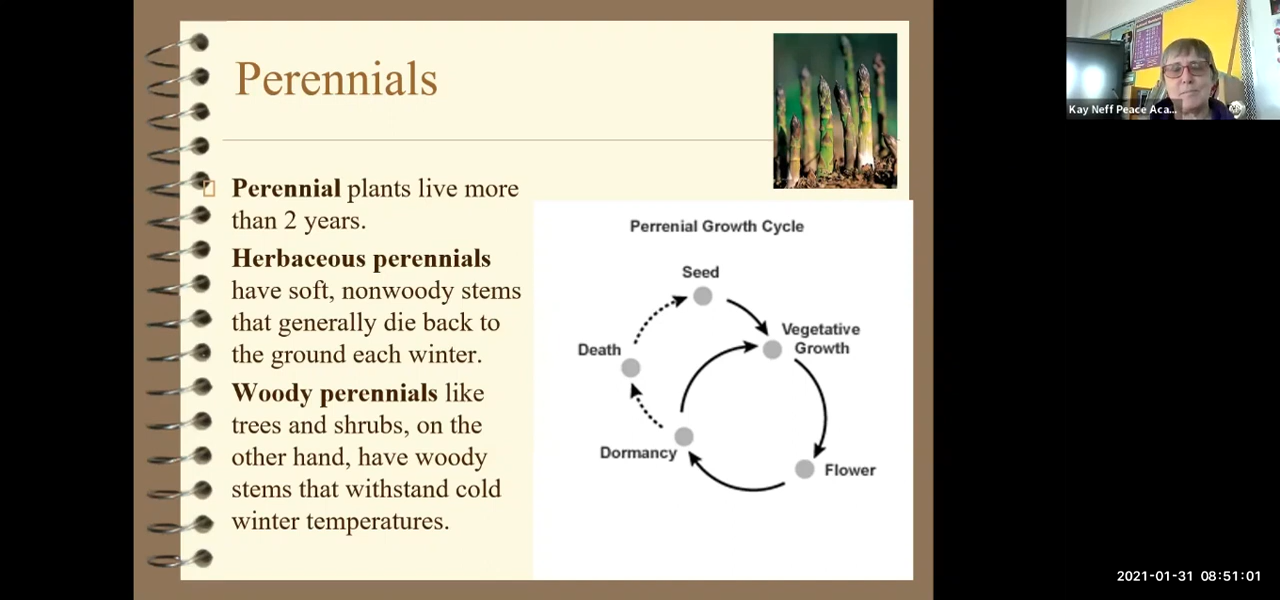 Perennials
Perennial plants live more
than 2 years.
Herbaceous perennials
have soft, nonwoody stems
that generally die back to
the ground each winter.
Woody perennials like
trees and shrubs, on the
other hand, have woody
stems that withstand cold
winter temperatures.
Perrenial Growth Cycle
Seed
Vegetative
Growth
Death
Dormancy
Flower
Kay Neff Peace Aca...
2021-01-31 08:51:01